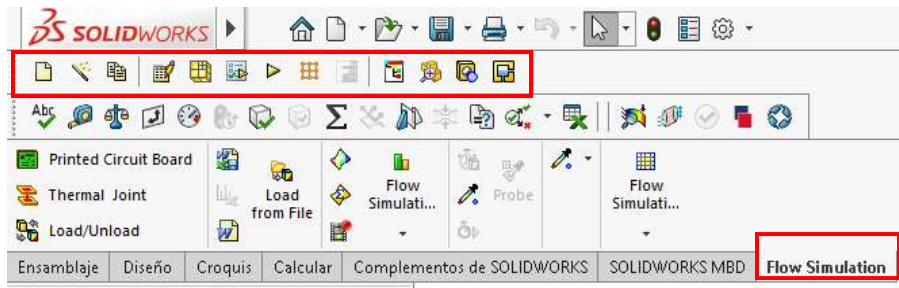 SOLIDWORKS
Abc
Printed Circuit Board
Thermal Joint
Load/Unload
Load
from File
Flow
Simulati...
Probe
Flow
Simulati...
Ensamblaje Diseño Croquis Calcular Complementos de SOLIDWORKS SOLIDWORKS MBD Flow Simulation